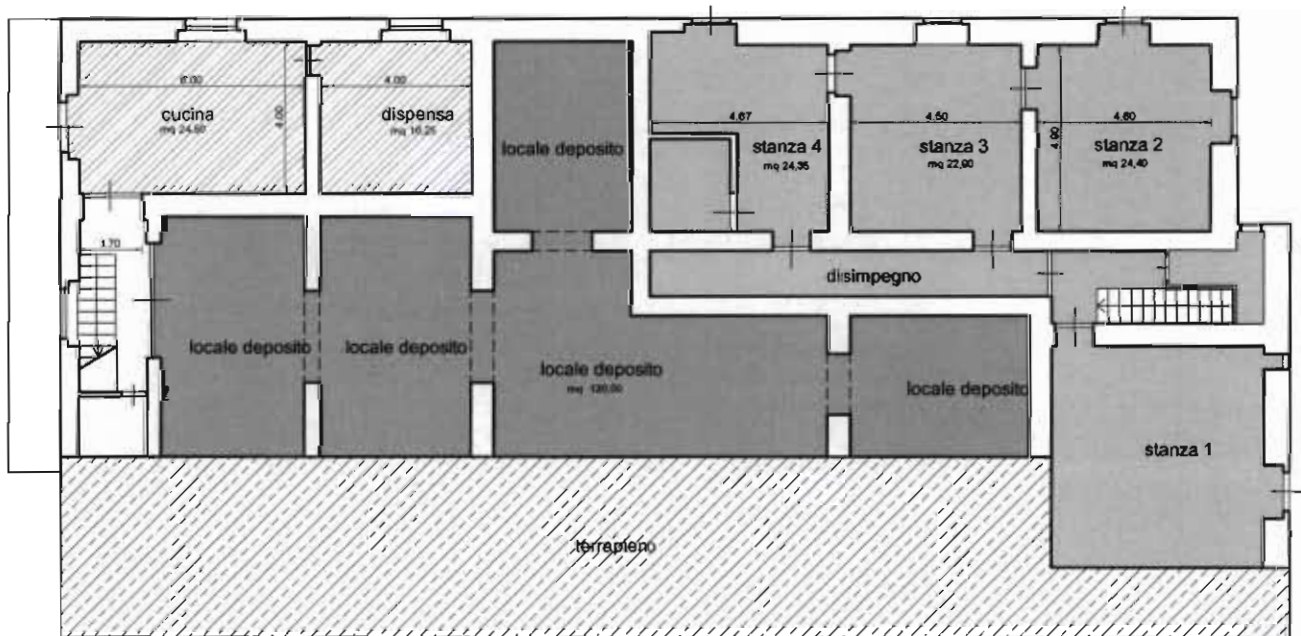 6.00
4.00
cucina
mq 24,60
4.00
dispensa
mq 16,25
locale deposito
4.67
stanza 4
mq 24,35
4.50
stanza 3
mq 22,90
4.90
4.60
stanza 2
mq 24,40
1.70
disimpegno
locale deposito
locale deposito
locale deposito
mq 120,00
locale deposito
stanza 1
terrapieno